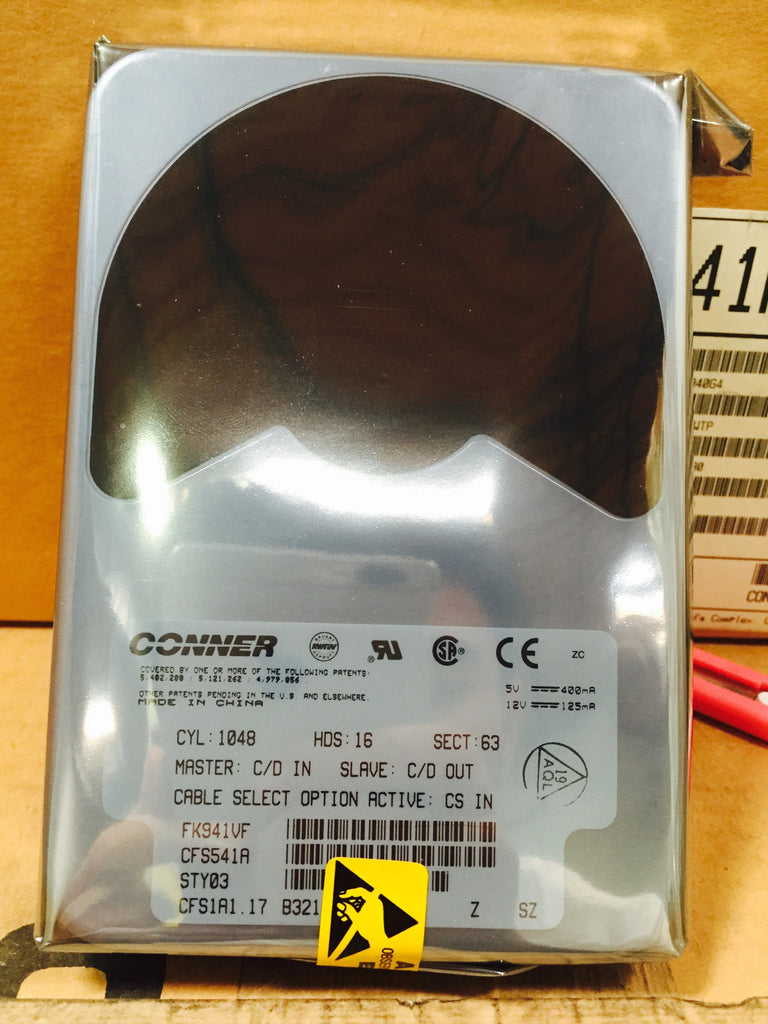 CONNER
ZC
COVERED BY ONE OR MORE OF THE FOLLOWING PATENTS:
5,402,200 / 5,121,262 / 4,979,056
OTHER PATENTS PENDING IN THE U.S. AND ELSEWHERE.
MADE IN CHINA
5V 400mA
12V 125mA
CYL:1048 HDS:16 SECT:63
MASTER: C/D IN SLAVE: C/D OUT
CABLE SELECT OPTION ACTIVE: CS IN
19
AQL
FK941VF
CFS541A
STY03
CFS1A1.17 B321 Z SZ
41